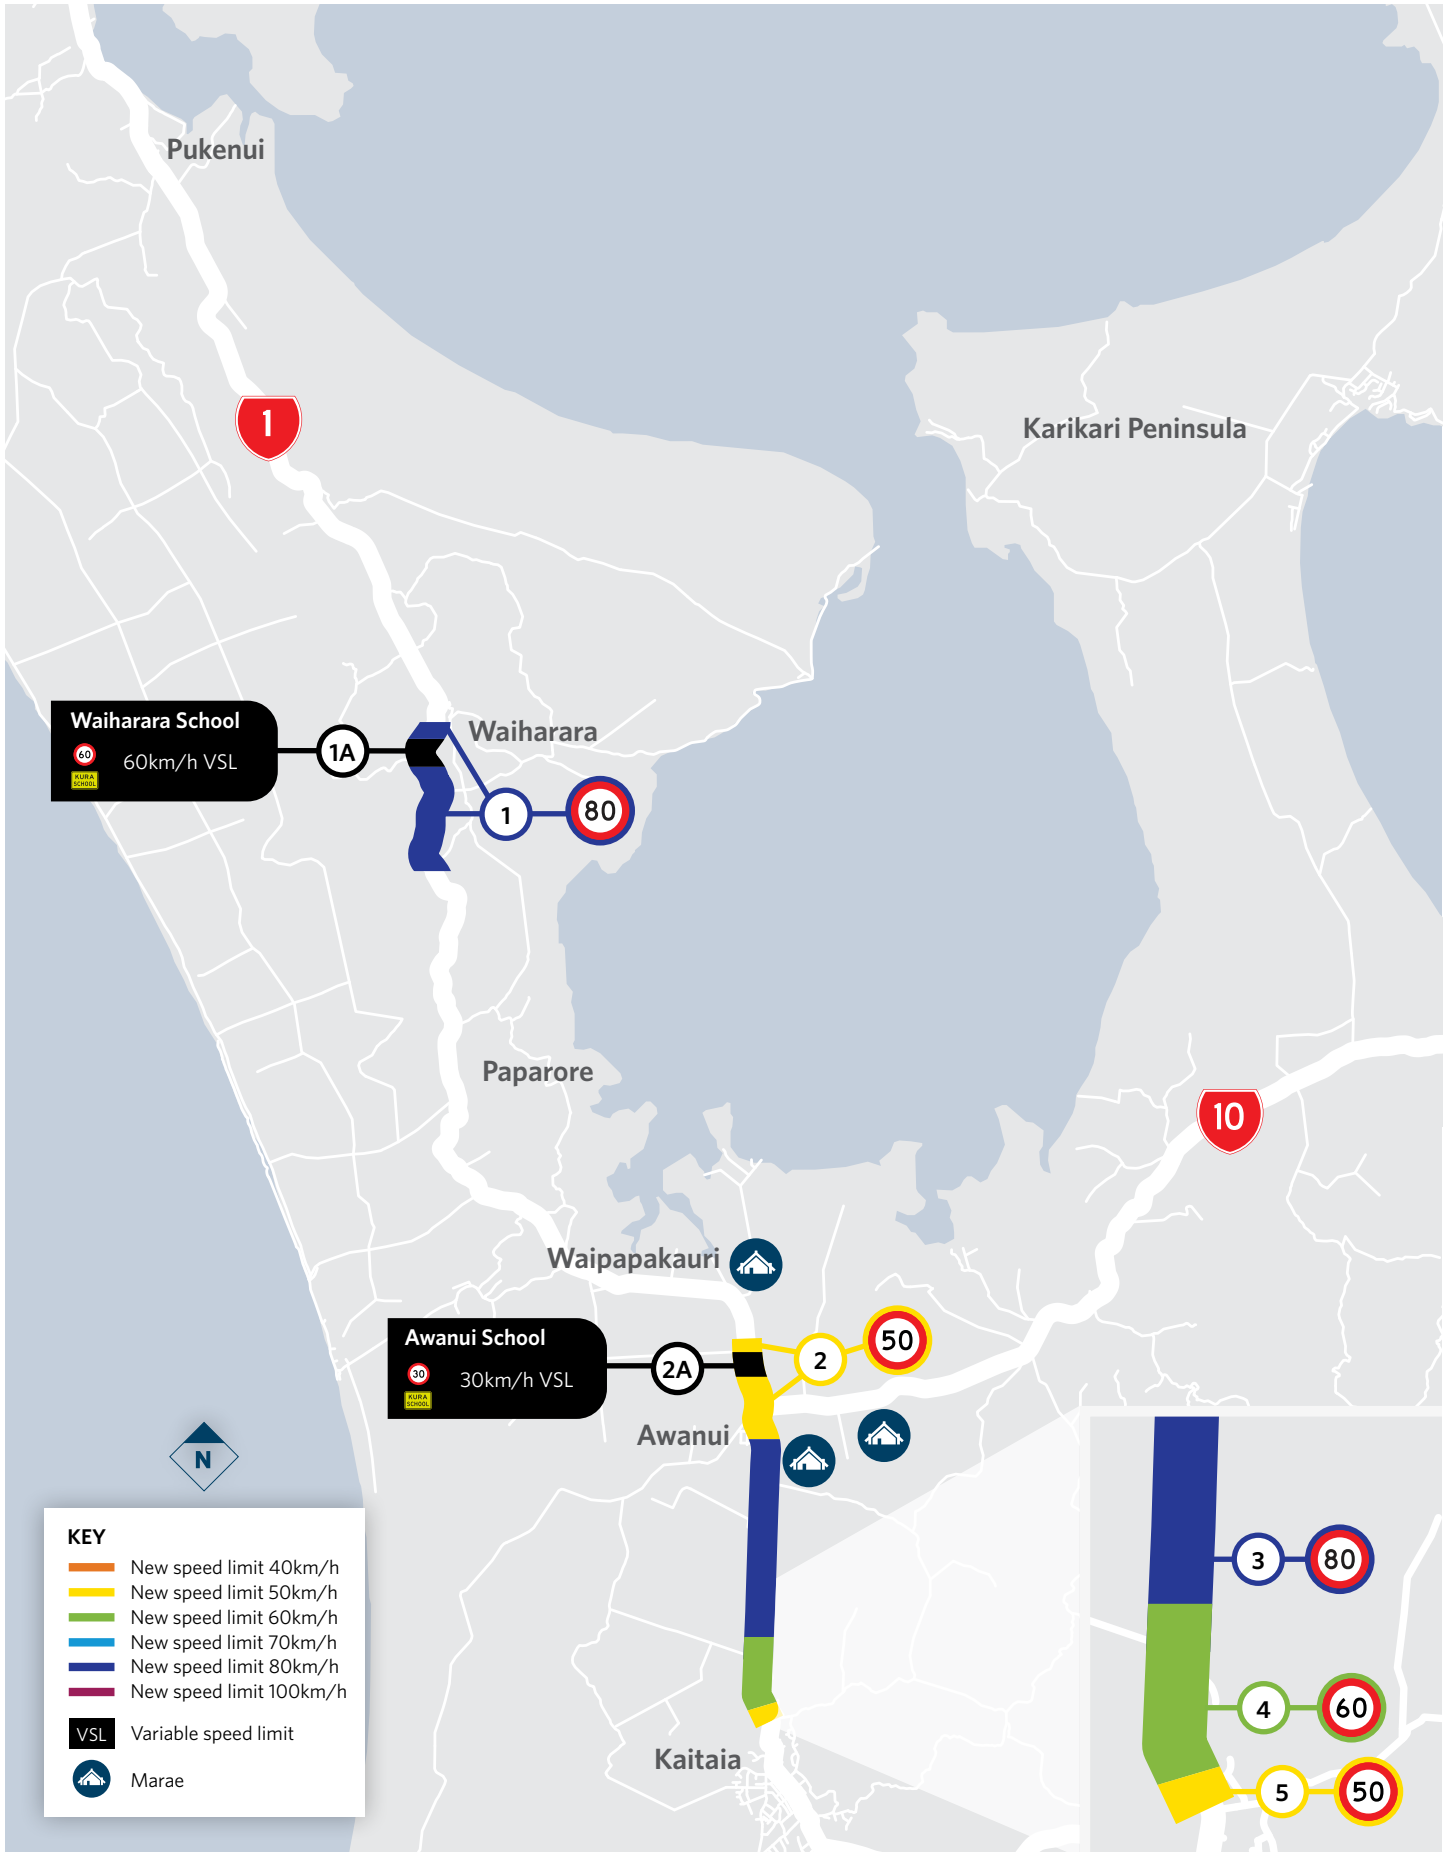 Pukenui
1
Karikari Peninsula
Waiharara School
60
KURA
SCHOOL
60km/h VSL
1A
Waiharara
1
80
Paparore
10
Waipapakauri
Awanui School
30
KURA
SCHOOL
30km/h VSL
2A
2
50
Awanui
N
KEY
New speed limit 40km/h
New speed limit 50km/h
New speed limit 60km/h
New speed limit 70km/h
New speed limit 80km/h
New speed limit 100km/h
VSL Variable speed limit
Marae
Kaitaia
3
80
4
60
5
50